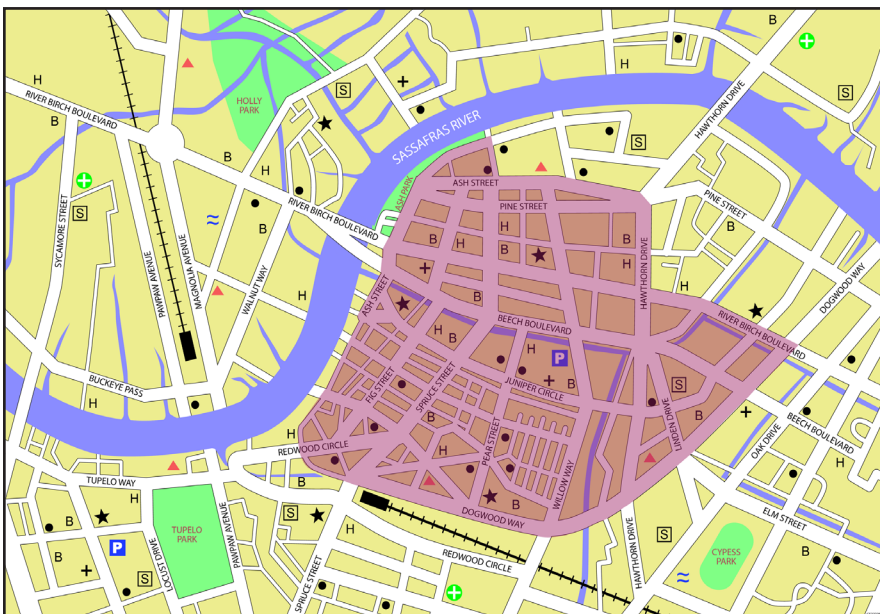 B
B
H
H
S
HOLLY
PARK
RIVER BIRCH BOULEVARD
B
SASSAFRAS RIVER
HAWTHORN DRIVE
S
S
B
H
ASH STREET
ASH PARK
PINE STREET
PINE STREET
S
SYCAMORE STREET
PAWPAW AVENUE
MAGNOLIA AVENUE
WALNUT WAY
RIVER BIRCH BOULEVARD
B
B
H
B
H
B
HAWTHORN DRIVE
DOGWOOD WAY
ASH STREET
H
B
H
BEECH BOULEVARD
RIVER BIRCH BOULEVARD
B
H
P
BUCKEYE PASS
H
FIG STREET
SPRUCE STREET
JUNIPER CIRCLE
B
S
B
LINDEN DRIVE
BEECH BOULEVARD
H
B
REDWOOD CIRCLE
H
PEAR STREET
OAK DRIVE
H
B
TUPELO WAY
B
WILLOW WAY
H
B
TUPELO
PARK
PAWPAW AVENUE
S
B
DOGWOOD WAY
ELM STREET
H
S
HAWTHORN DRIVE
B
P
LOCUST DRIVE
REDWOOD CIRCLE
CYPESS
PARK
S
SPRUCE STREET
B
H
S